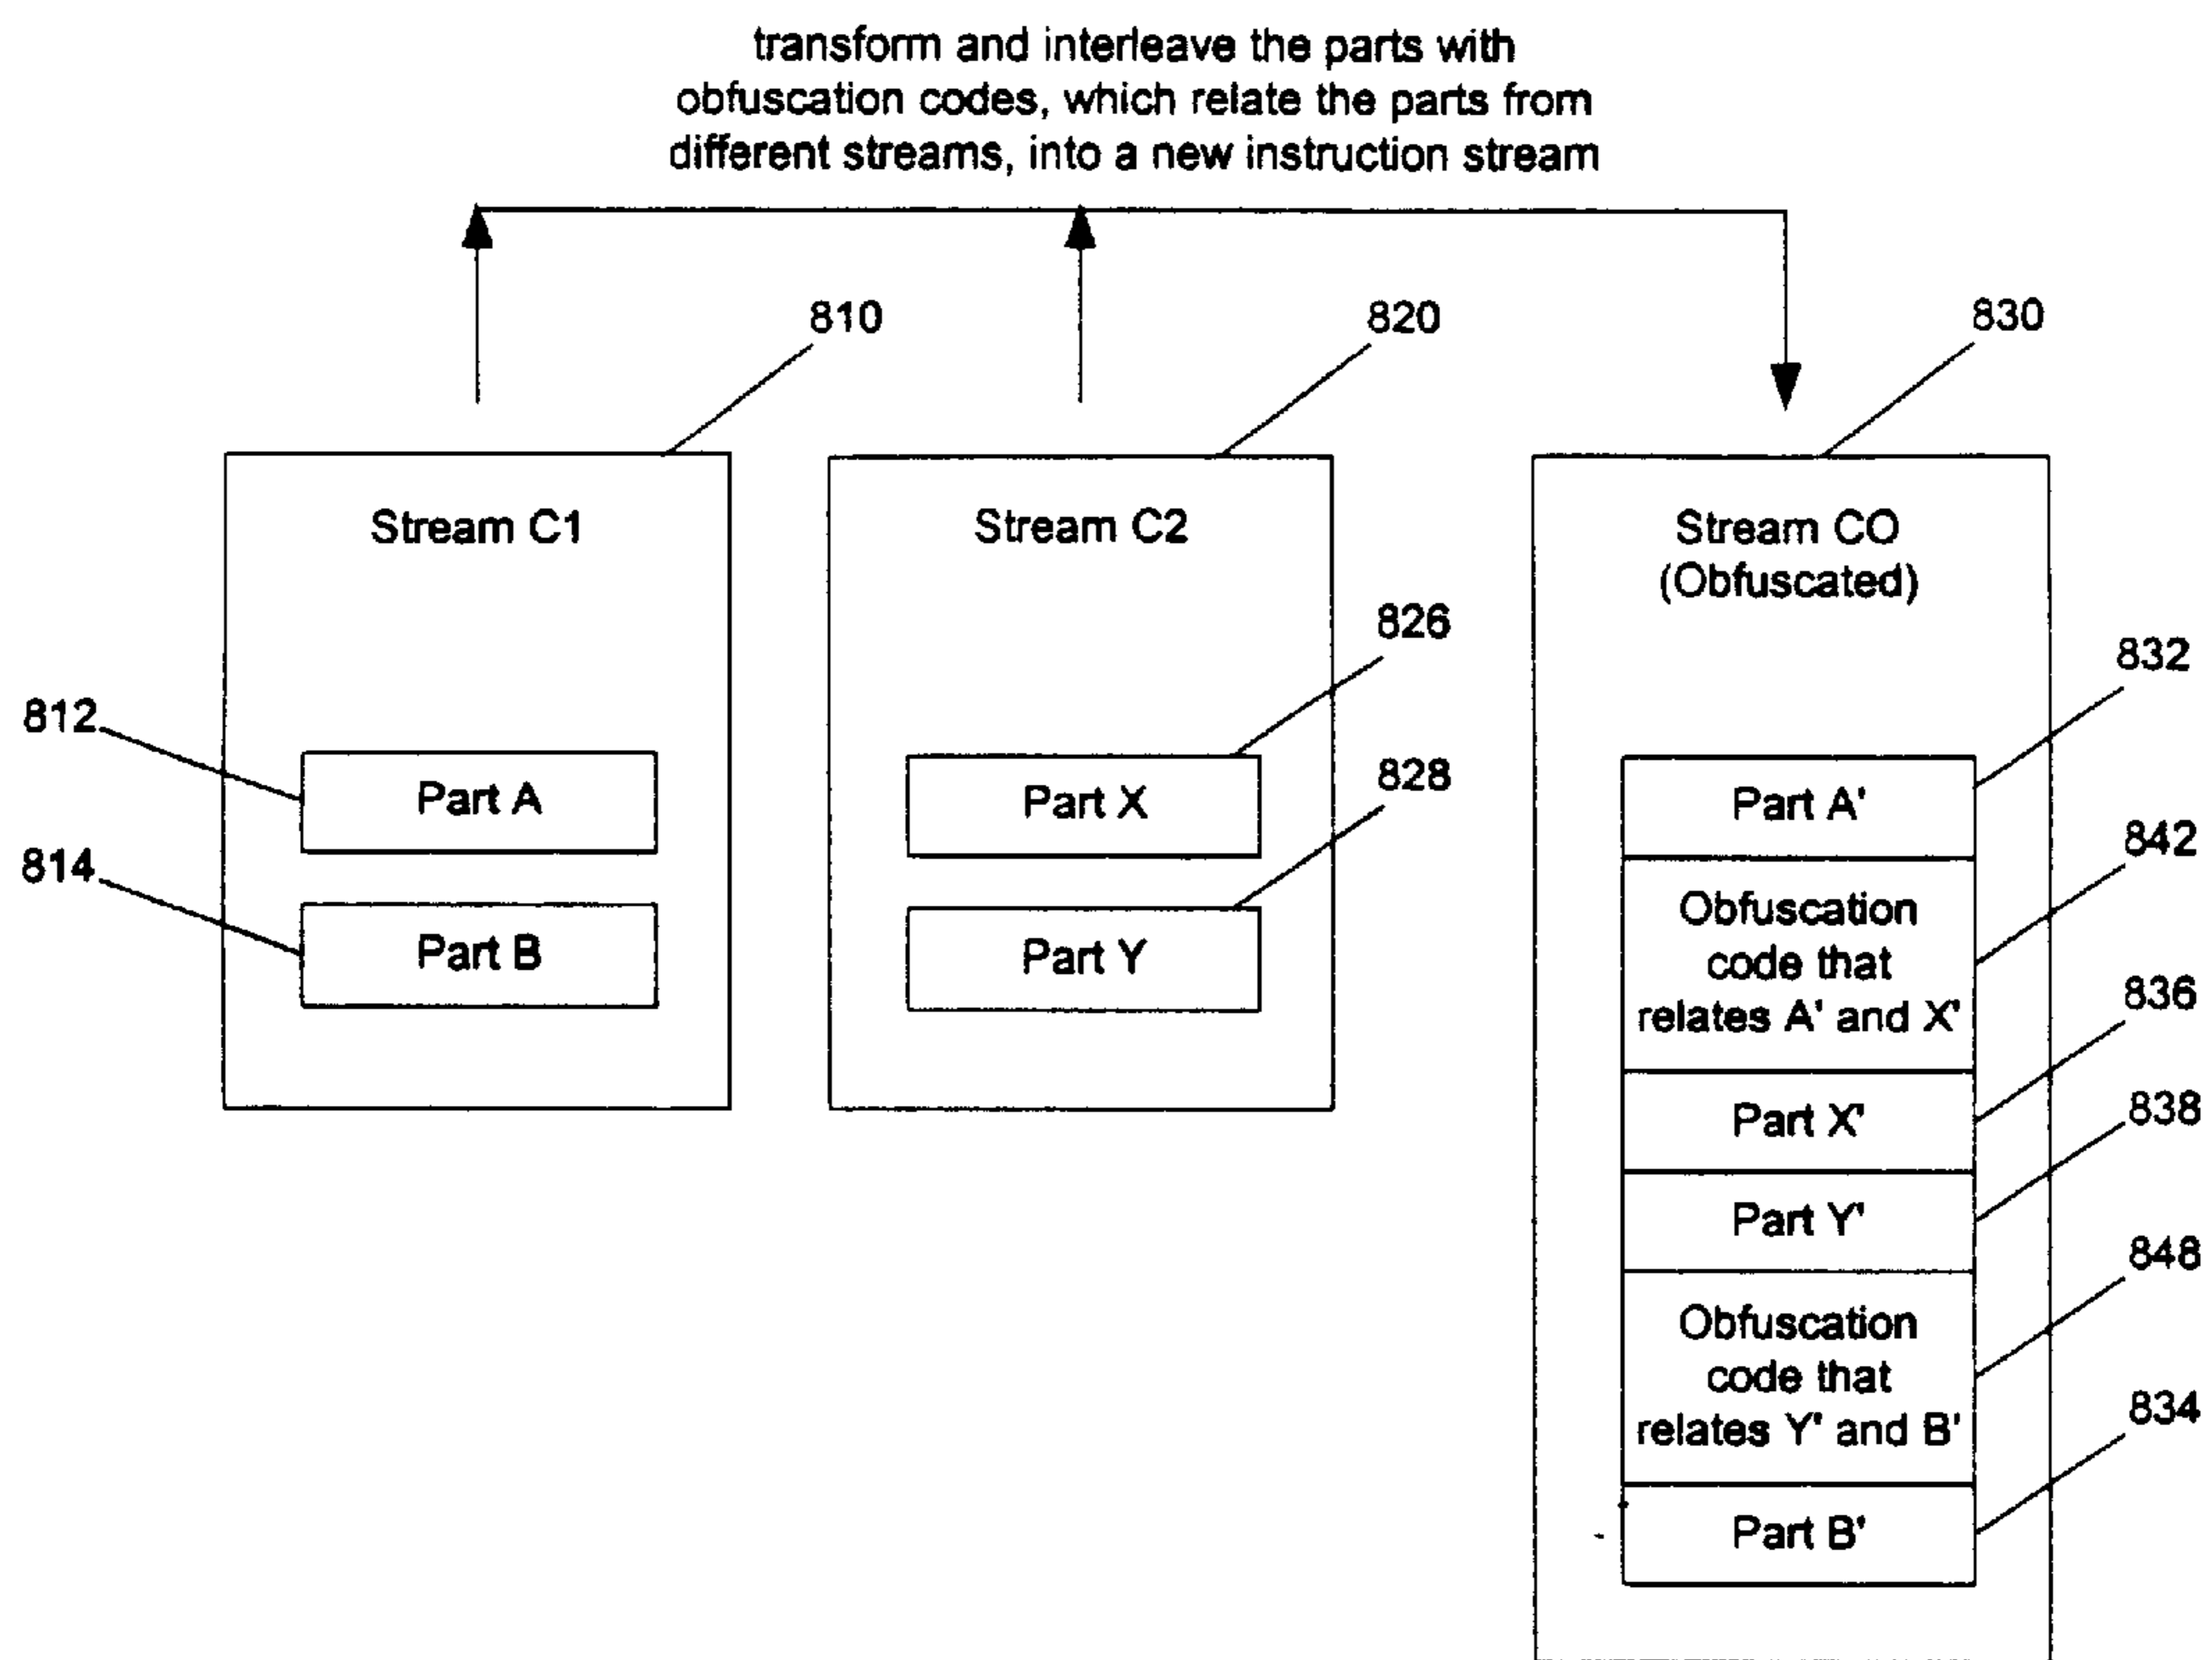 transform and interleave the parts with
obfuscation codes, which relate the parts from
different streams, into a new instruction stream
810
820
830
Stream C1
Stream C2
Stream CO
(Obfuscated)
826
832
812
Part A
Part X
828
Part A'
842
814
Part B
Part Y
Obfuscation
code that
relates A' and X'
836
Part X'
838
Part Y'
848
Obfuscation
code that
relates Y' and B'
834
Part B'